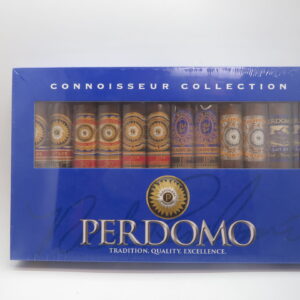 CONNOISSEUR COLLECTION
P
PERDOMO
TRADITION. QUALITY. EXCELLENCE.